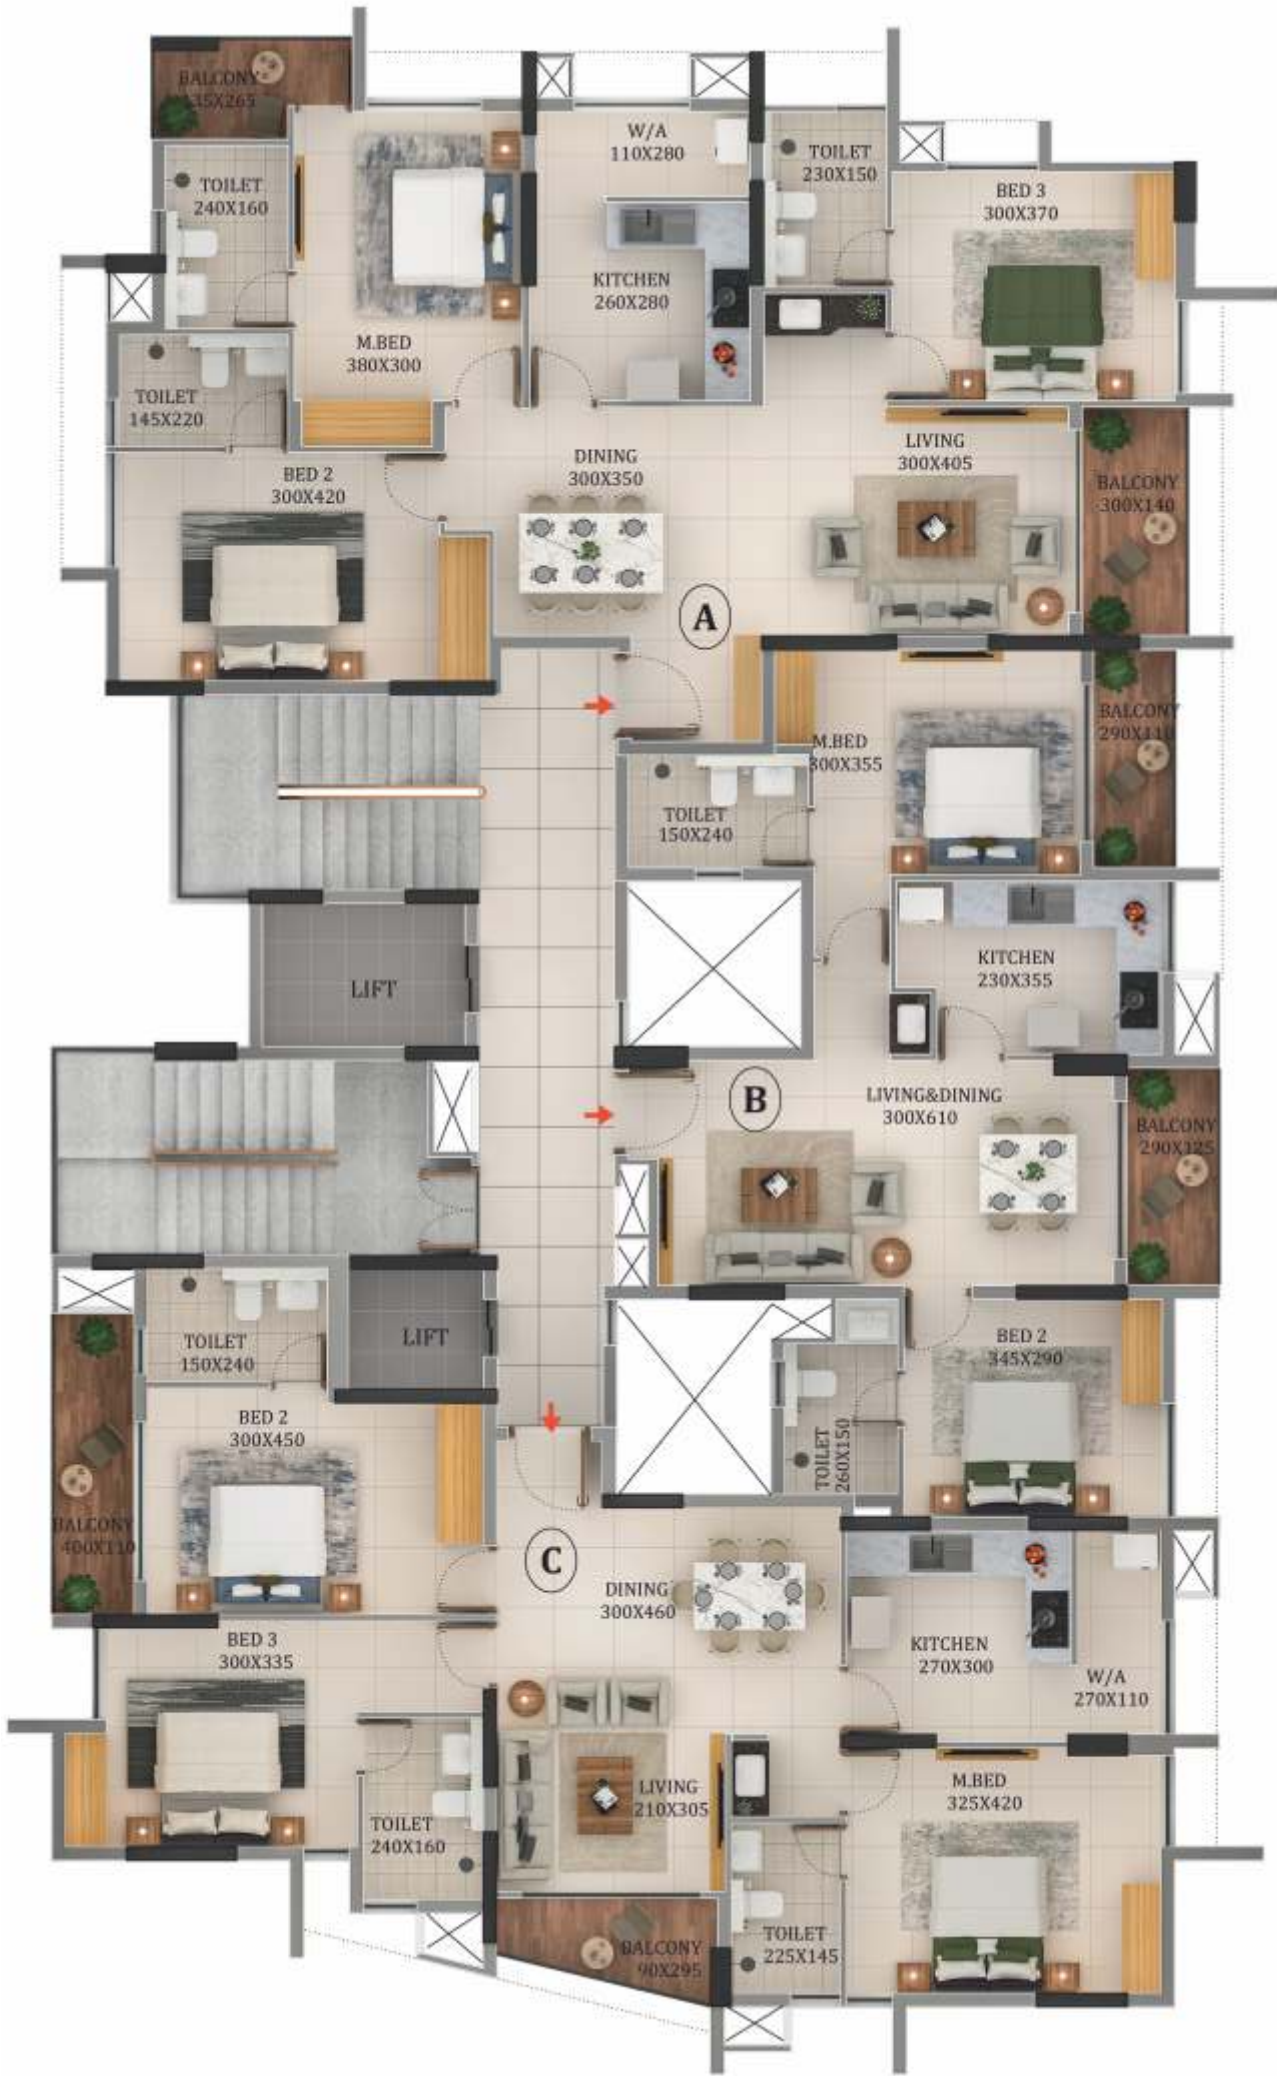 BALCONY
135X265
TOILET
240X160
W/A
110X280
TOILET
230X150
BED 3
300X370
KITCHEN
260X280
M.BED
380X300
TOILET
145X220
BED 2
300X420
DINING
300X350
LIVING
300X405
BALCONY
300X140
A
M.BED
300X355
BALCONY
290X110
TOILET
150X240
KITCHEN
230X355
LIFT
B
LIVING&DINING
300X610
BALCONY
290X125
TOILET
150X240
LIFT
BED 2
345X290
BED 2
300X450
TOILET
260X150
BALCONY
400X110
C
DINING
300X460
BED 3
300X335
KITCHEN
270X300
W/A
270X110
LIVING
210X305
M.BED
325X420
TOILET
240X160
TOILET
225X145
BALCONY
90X295